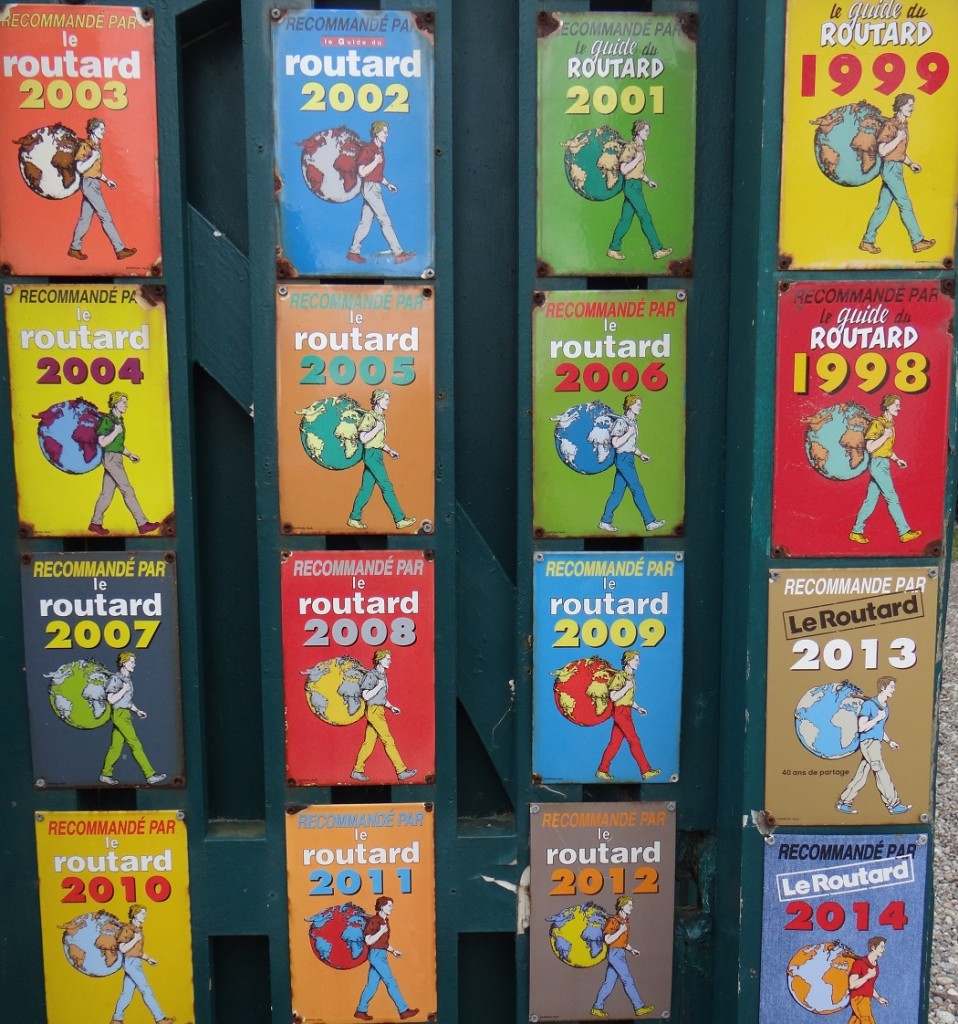 RECOMMANDÉ PAR
le
routard
2003
RECOMMANDÉ PAR
le Guide du
routard
2002
RECOMMANDÉ PAR
le guide du
ROUTARD
2001
le guide du
ROUTARD
1999
RECOMMANDÉ PAR
le
routard
2004
RECOMMANDÉ PAR
le
routard
2005
RECOMMANDÉ PAR
le
routard
2006
RECOMMANDÉ PAR
le guide du
ROUTARD
1998
RECOMMANDÉ PAR
le
routard
2007
RECOMMANDÉ PAR
le
routard
2008
RECOMMANDÉ PAR
le
routard
2009
RECOMMANDÉ PAR
Le Routard
2013
40 ans de partage
RECOMMANDÉ PAR
le
routard
2010
RECOMMANDÉ PAR
le
routard
2011
RECOMMANDÉ PAR
le
routard
2012
RECOMMANDÉ PAR
Le Routard
2014